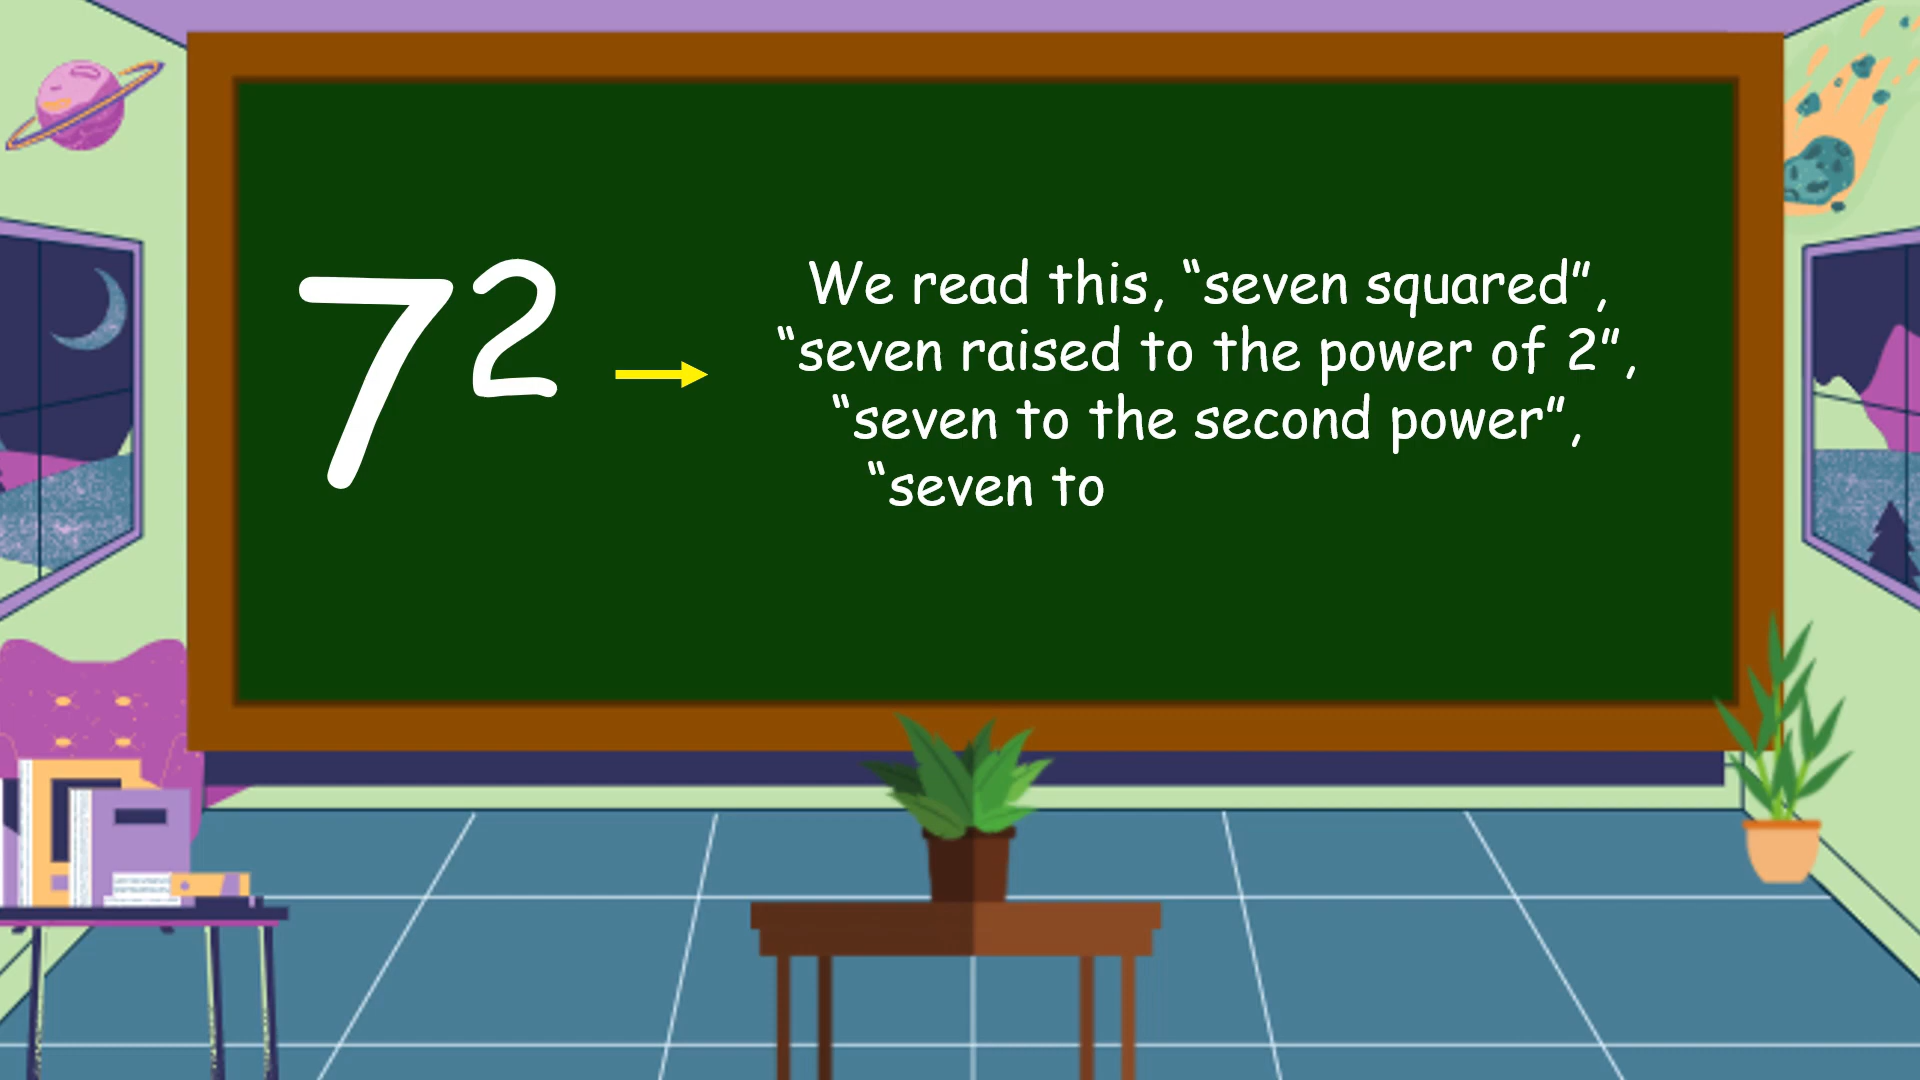 7²
We read this, “seven squared”,
“seven raised to the power of 2”,
“seven to the second power”,
“seven to